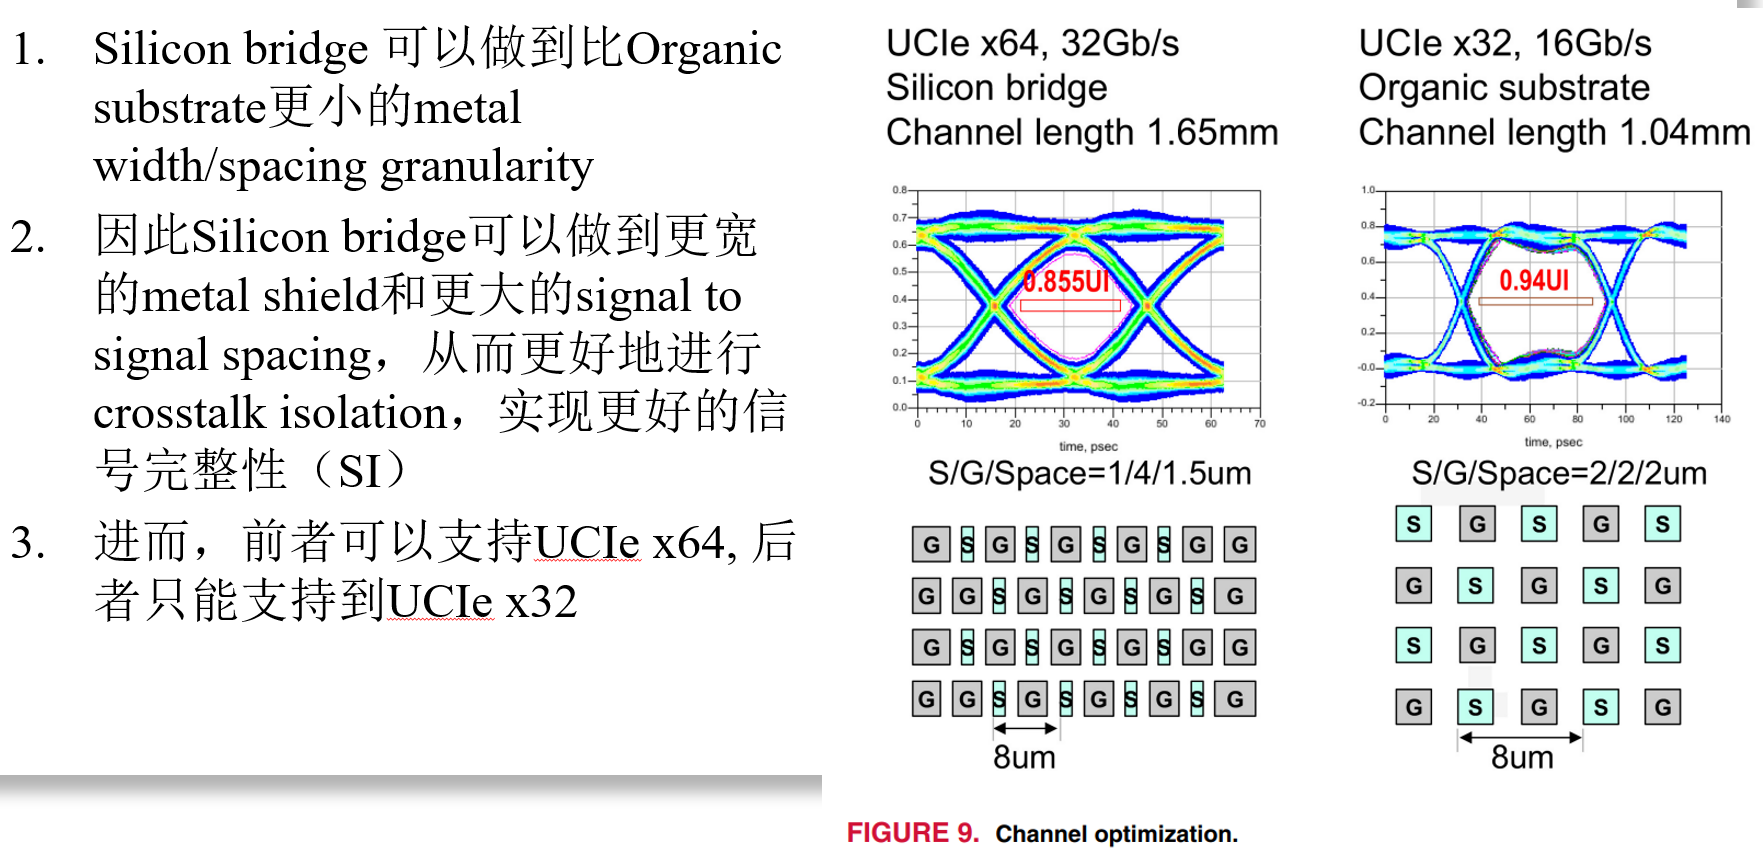 1. Silicon bridge 可以做到比Organic
substrate更小的metal
width/spacing granularity
2. 因此Silicon bridge可以做到更宽
的metal shield和更大的signal to
signal spacing，从而更好地进行
crosstalk isolation，实现更好的信
号完整性（SI）
3. 进而，前者可以支持UCIe x64, 后
者只能支持到UCIe x32
UCIe x64, 32Gb/s
Silicon bridge
Channel length 1.65mm
0.8
0.7
0.6
0.5
0.4
0.3
0.2
0.1
0.0
0.855UI
0 10 20 30 40 50 60 70
time, psec
S/G/Space=1/4/1.5um
G S G S G S G S G G
G G S G S G S G S G
G S G S G S G S G G
G G S G S G S G S G
8um
UCIe x32, 16Gb/s
Organic substrate
Channel length 1.04mm
1.0
0.8
0.6
0.4
0.2
-0.0
-0.2
0.94UI
0 20 40 60 80 100 120 140
time, psec
S/G/Space=2/2/2um
S G S G S
G S G S G
S G S G S
G S G S G
8um
FIGURE 9. Channel optimization.